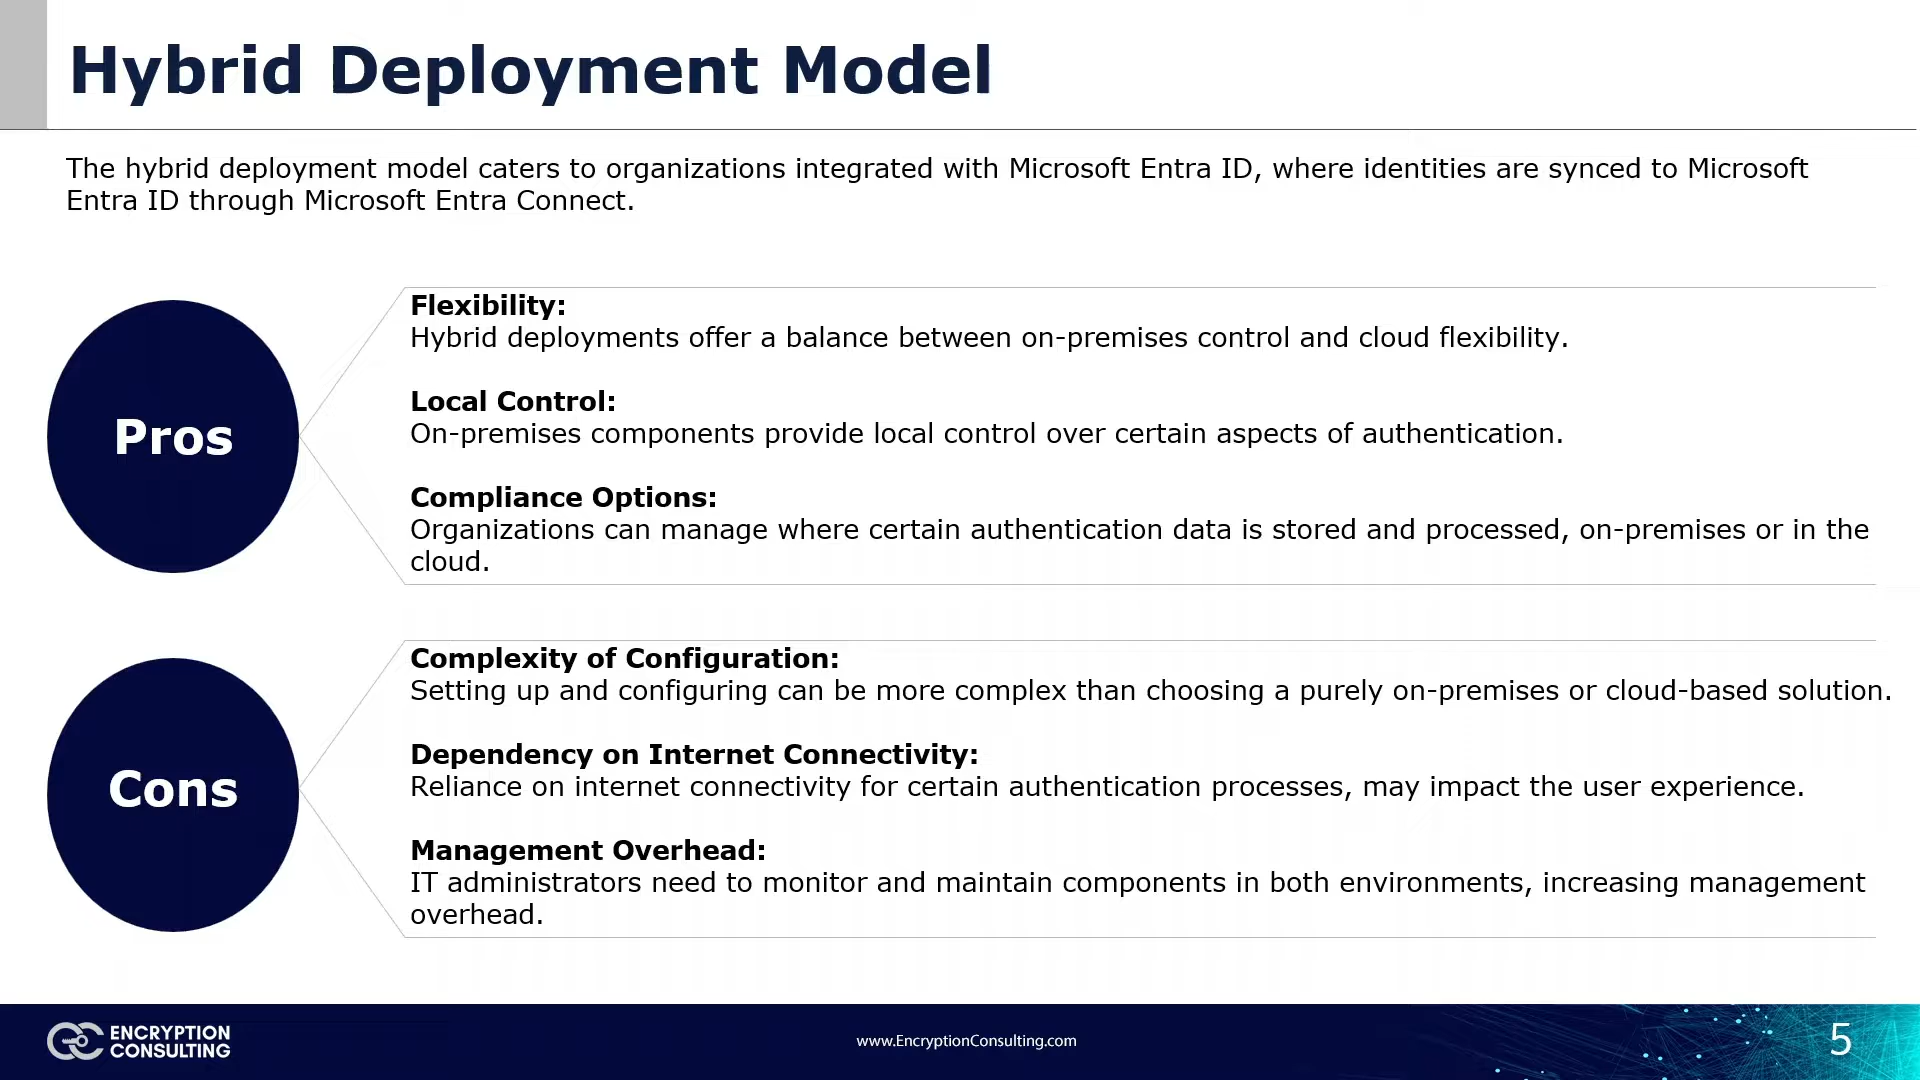 Hybrid Deployment Model
The hybrid deployment model caters to organizations integrated with Microsoft Entra ID, where identities are synced to Microsoft
Entra ID through Microsoft Entra Connect.
Pros
Flexibility:
Hybrid deployments offer a balance between on-premises control and cloud flexibility.
Local Control:
On-premises components provide local control over certain aspects of authentication.
Compliance Options:
Organizations can manage where certain authentication data is stored and processed, on-premises or in the
cloud.
Cons
Complexity of Configuration:
Setting up and configuring can be more complex than choosing a purely on-premises or cloud-based solution.
Dependency on Internet Connectivity:
Reliance on internet connectivity for certain authentication processes, may impact the user experience.
Management Overhead:
IT administrators need to monitor and maintain components in both environments, increasing management
overhead.
ENCRYPTION
CONSULTING
www.EncryptionConsulting.com
5